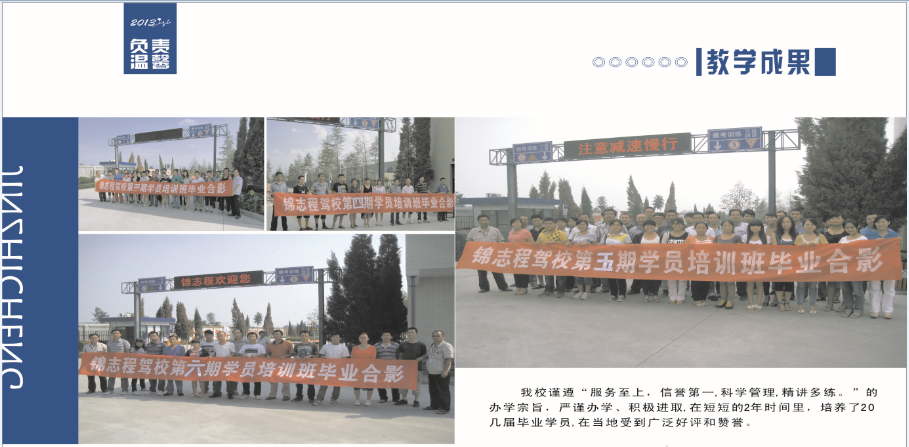 2013
负责
温馨
教学成果
JINZHICHENG
锦志程驾校第三期学员培训班毕业合影
锦志程驾校第四期学员培训班毕业合影
注意减速慢行
锦志程驾校第五期学员培训班毕业合影
锦志程欢迎您
锦志程驾校第六期学员培训班毕业合影
我校谨遵“服务至上,信誉第一,科学管理,精讲多练。”的
办学宗旨,严谨办学、积极进取,在短短的2年时间里,培养了20
几届毕业学员,在当地受到广泛好评和赞誉。